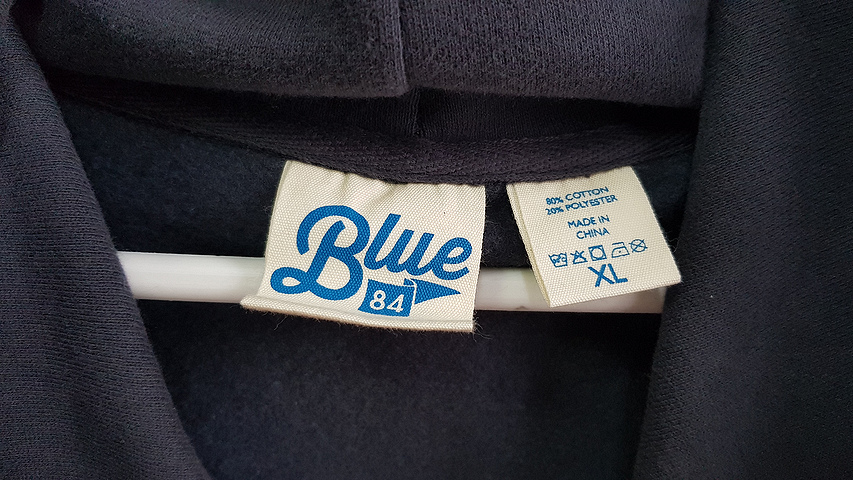 Blue
84
80% COTTON
20% POLYESTER
MADE IN
CHINA
XL